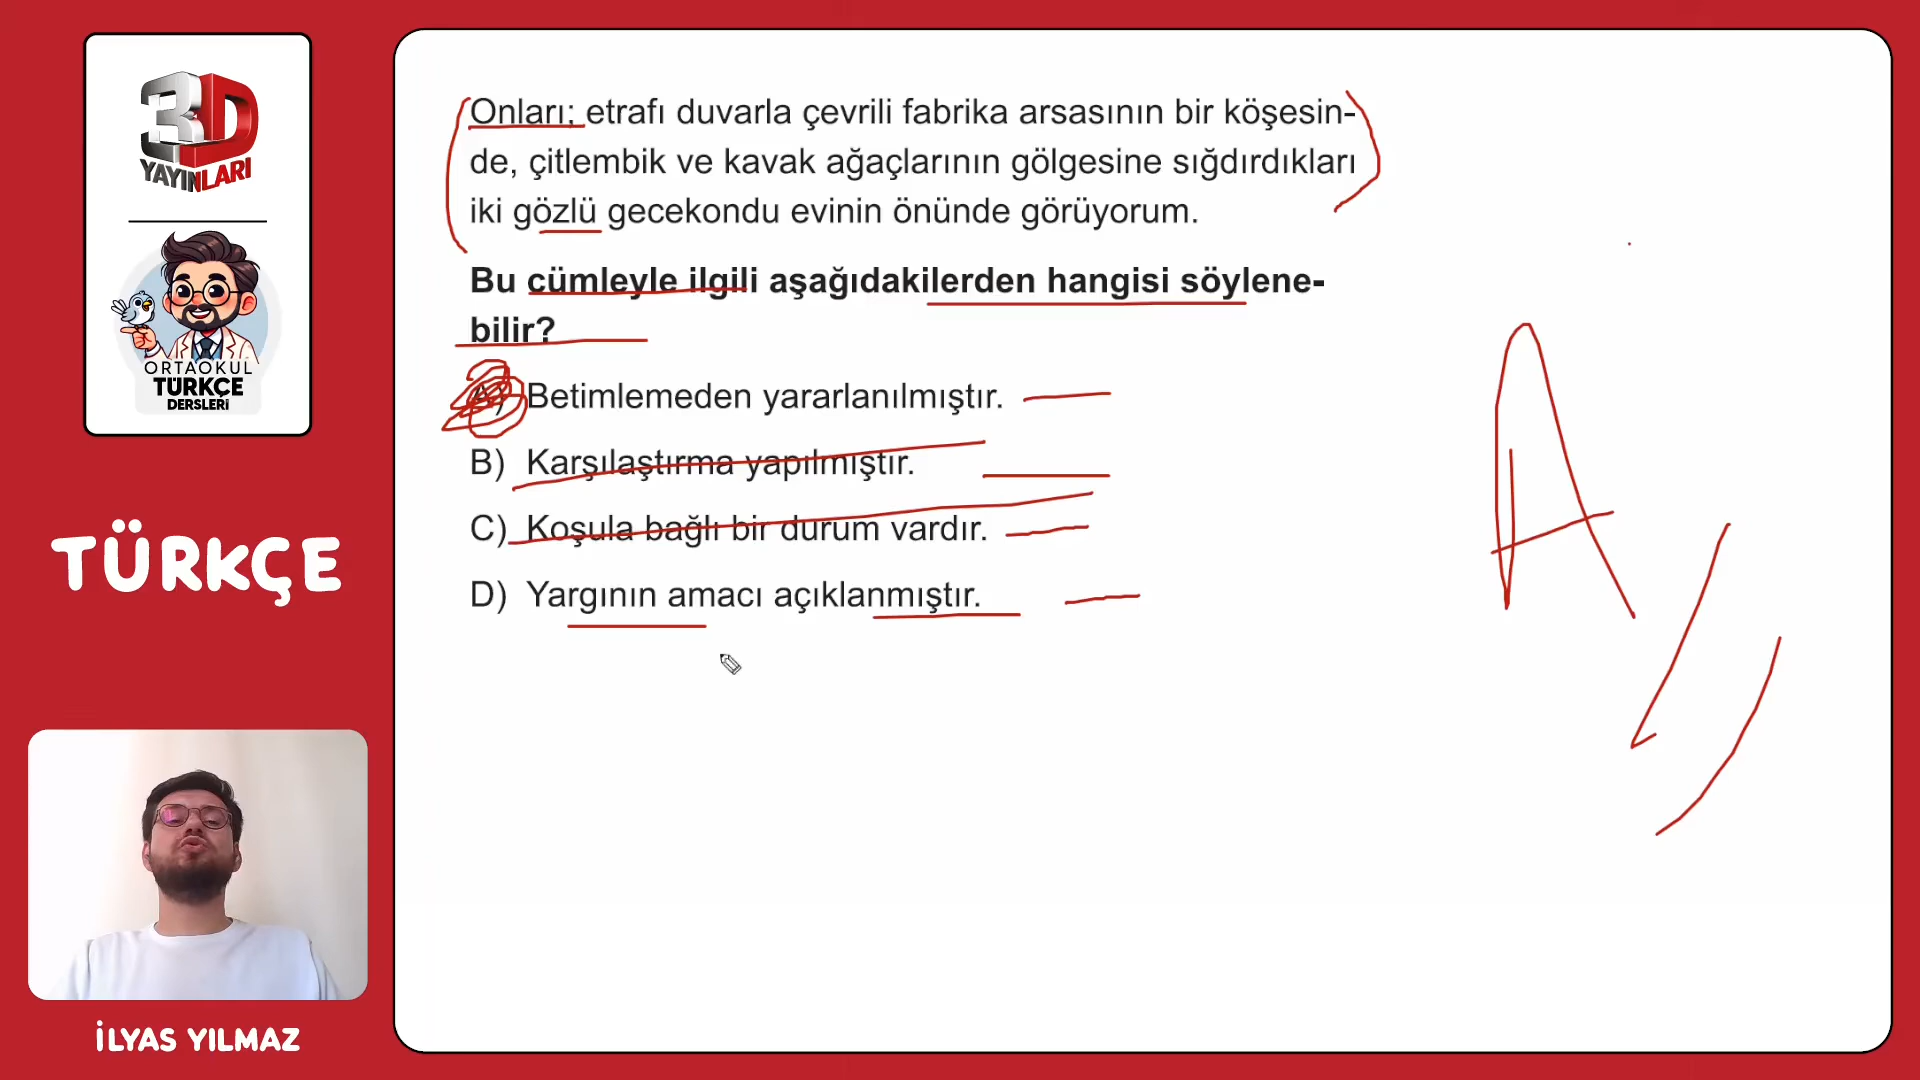 3D
YAYINLARI
ORTAOKUL
TÜRKÇE
DERSLERİ
TÜRKÇE
İLYAS YILMAZ
Onları; etrafı duvarla çevrili fabrika arsasının bir köşesin-
de, çitlembik ve kavak ağaçlarının gölgesine sığdırdıkları
iki gözlü gecekondu evinin önünde görüyorum.
Bu cümleyle ilgili aşağıdakilerden hangisi söylene-
bilir?
A) Betimlemeden yararlanılmıştır.
B) Karşılaştırma yapılmıştır.
C) Koşula bağlı bir durum vardır.
D) Yargının amacı açıklanmıştır.
A